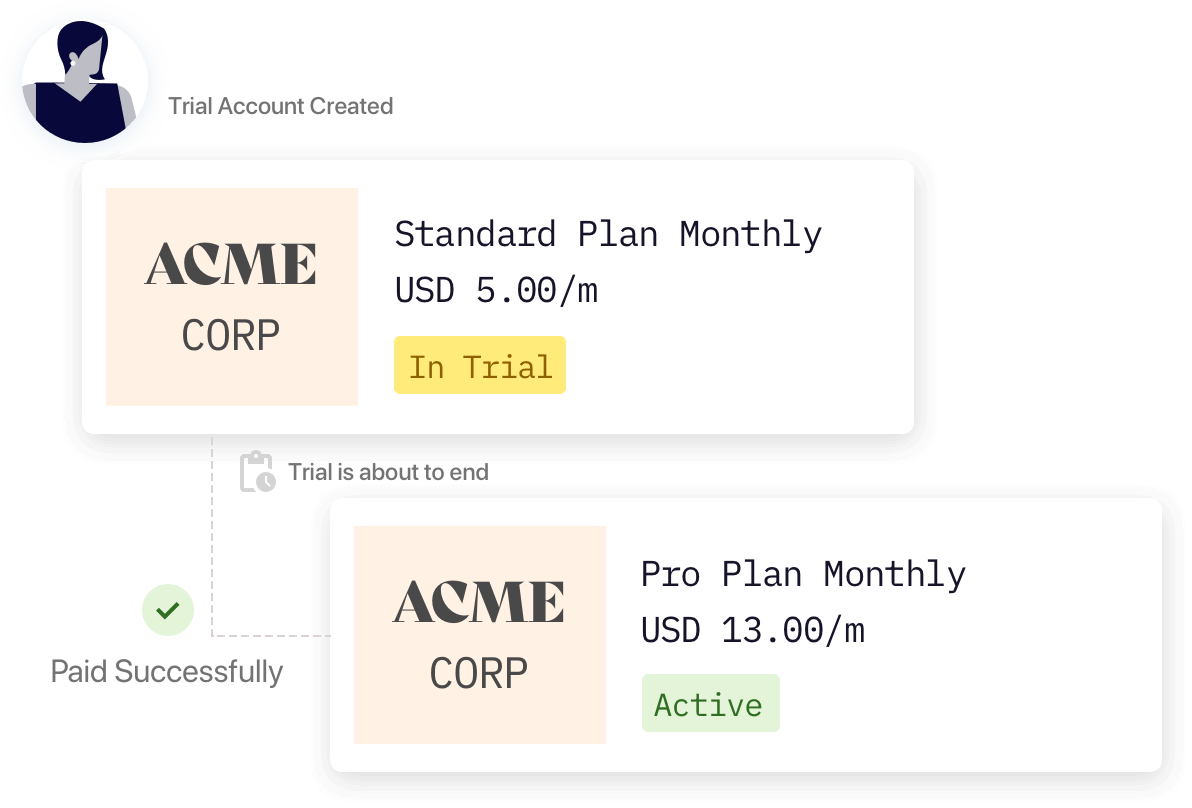 Trial Account Created
ACME
CORP
Standard Plan Monthly
USD 5.00/m
In Trial
Trial is about to end
ACME
CORP
Pro Plan Monthly
USD 13.00/m
Active
Paid Successfully